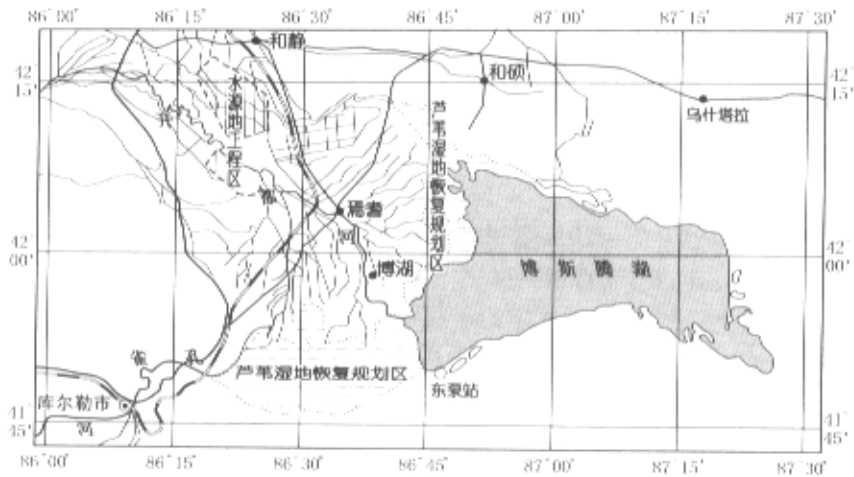 86°00′ 86°15′ 86°30′ 86°45′ 87°00′ 87°15′ 87°30′
和静
42°15′
42°15′
和硕
乌什塔拉
水源地工程区
芦苇湿地恢复规划区
开
都
河
焉耆
42°00′
42°00′
博湖
博斯腾湖
雀
孔
芦苇湿地恢复规划区
东泵站
库尔勒市
河
41°45′
41°45′
86°00′ 86°15′ 86°30′ 86°45′ 87°00′ 87°15′ 87°30′